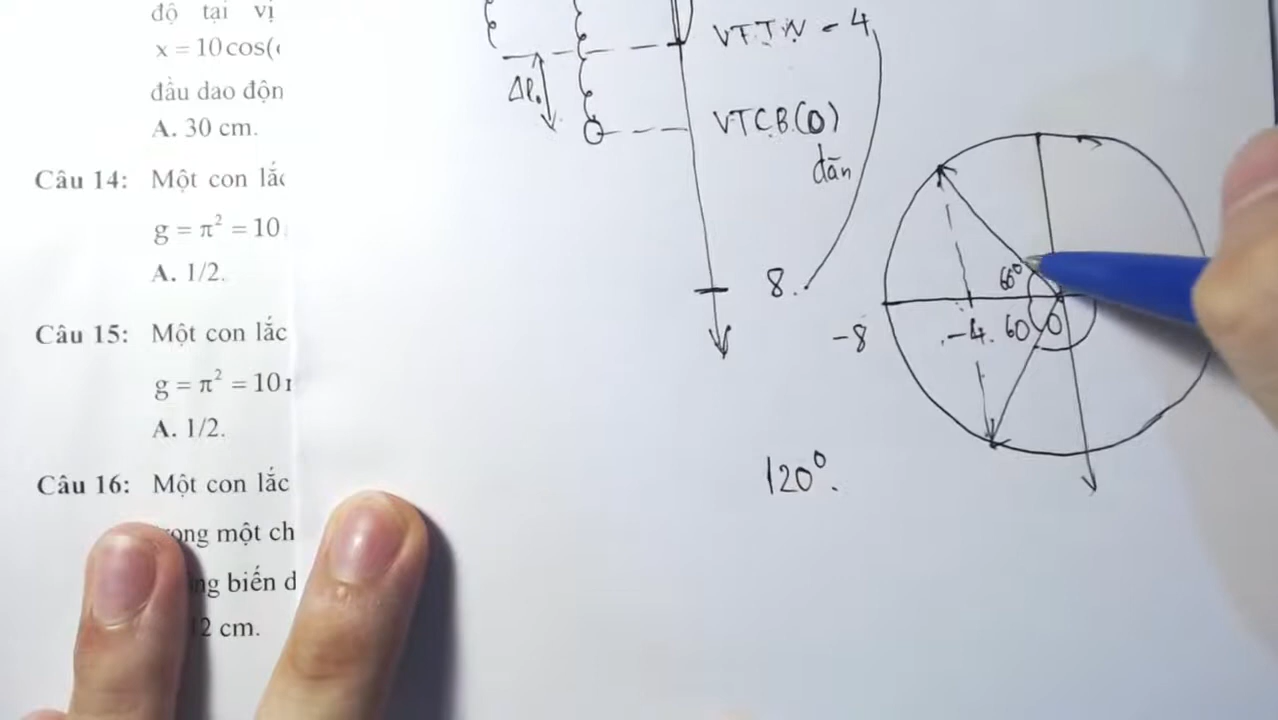 độ tại vị
x = 10cos(
đầu dao độn
A. 30 cm.
Câu 14: Một con lắc
g = π² = 10
A. 1/2.
Câu 15: Một con lắc
g = π² = 10
A. 1/2.
Câu 16: Một con lắc
ong một ch
ng biến d
2 cm.
VTTN - 4
Δl₀
VTCB(0)
dãn
8
60°
-8
-4 60 0
120°.